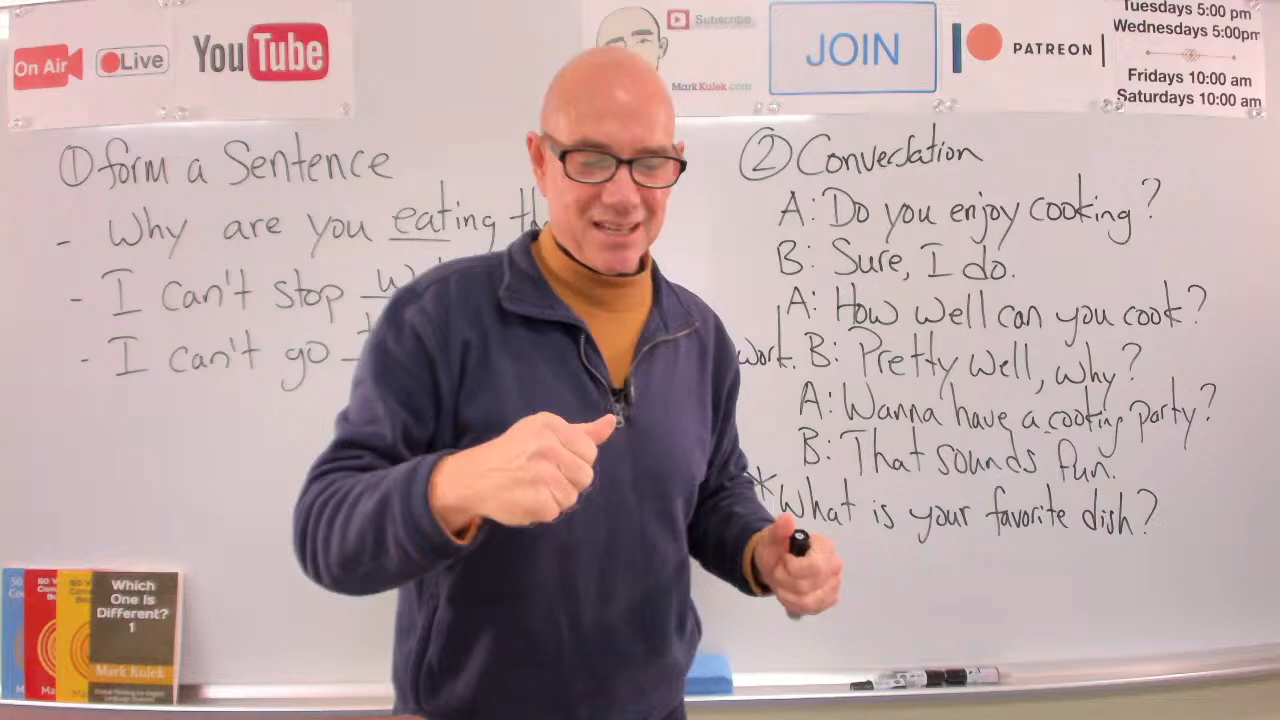 On Air
Live
YouTube
Subscribe
MarkKulek.com
JOIN
PATREON
Tuesdays 5:00 pm
Wednesdays 5:00pm
Fridays 10:00 am
Saturdays 10:00 am
① form a Sentence
- Why are you eating
- I can't stop
- I can't go
② Conversation
A: Do you enjoy cooking?
B: Sure, I do.
A: How well can you cook?
work. B: Pretty well, why?
A: Wanna have a cooking party?
B: That sounds fun.
* What is your favorite dish?
50
50
50
Which
One Is
Different?
1
Mark Kulek